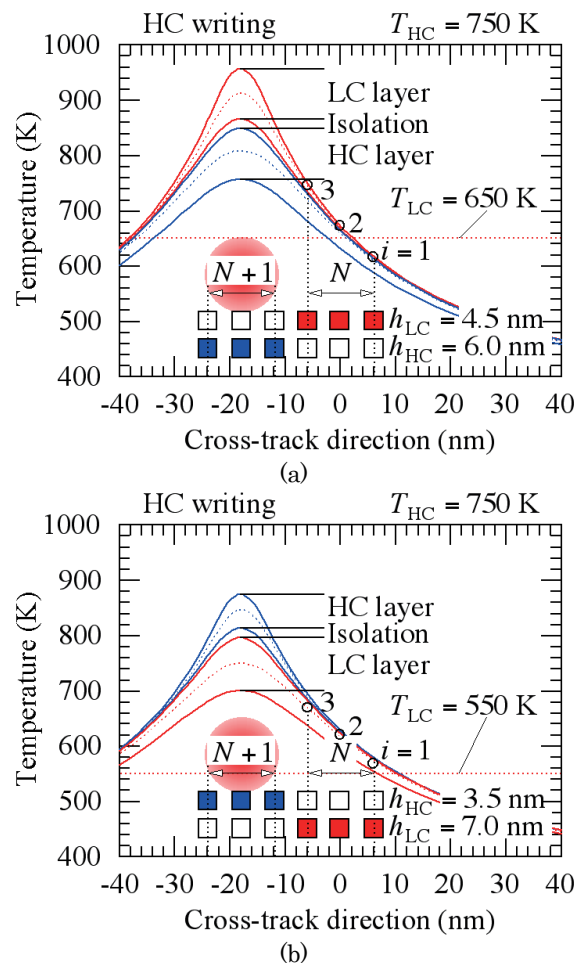 HC writing T_HC = 750 K
1000
900
800
700
600
500
400
Temperature (K)
LC layer
Isolation
HC layer
T_LC = 650 K
3
2
i = 1
N + 1
N
h_LC = 4.5 nm
h_HC = 6.0 nm
-40 -30 -20 -10 0 10 20 30 40
Cross-track direction (nm)
(a)
HC writing T_HC = 750 K
1000
900
800
700
600
500
400
Temperature (K)
HC layer
Isolation
LC layer
T_LC = 550 K
3
2
i = 1
N + 1
N
h_HC = 3.5 nm
h_LC = 7.0 nm
-40 -30 -20 -10 0 10 20 30 40
Cross-track direction (nm)
(b)